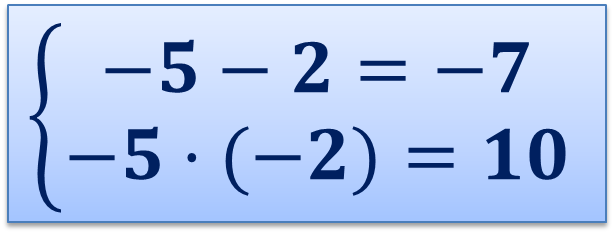 −5 − 2 = −7
−5 · (−2) = 10